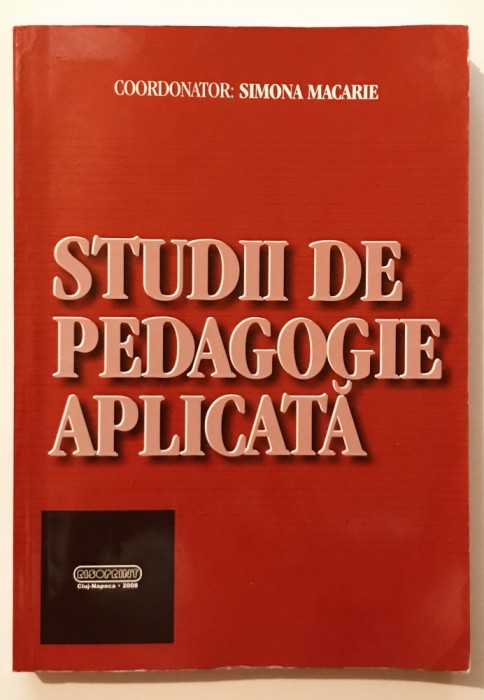 COORDONATOR: SIMONA MACARIE
STUDII DE
PEDAGOGIE
APLICATĂ
RISOPRINT
Cluj-Napoca • 2008